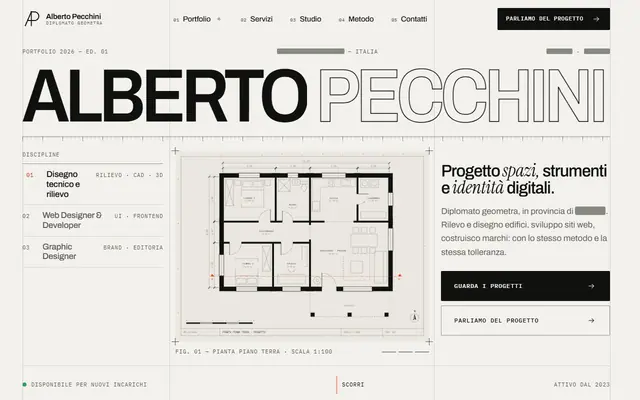 Alberto Pecchini
DIPLOMATO GEOMETRA
01 Portfolio +
02 Servizi
03 Studio
04 Metodo
05 Contatti
PARLIAMO DEL PROGETTO →
PORTFOLIO 2026 — ED. 01
— ITALIA
ALBERTO PECCHINI
DISCIPLINE
01 Disegno tecnico e rilievo RILIEVO · CAD · 3D
02 Web Designer & Developer UI · FRONTEND
03 Graphic Designer BRAND · EDITORIA
FIG. 01 — PIANTA PIANO TERRA · SCALA 1:100
Progetto spazi, strumenti
e identità digitali.
Diplomato geometra, in provincia di
Rilievo e disegno edifici, sviluppo siti web,
costruisco marchi: con lo stesso metodo e la
stessa tolleranza.
GUARDA I PROGETTI →
PARLIAMO DEL PROGETTO →
DISPONIBILE PER NUOVI INCARICHI
SCORRI
ATTIVO DAL 2023